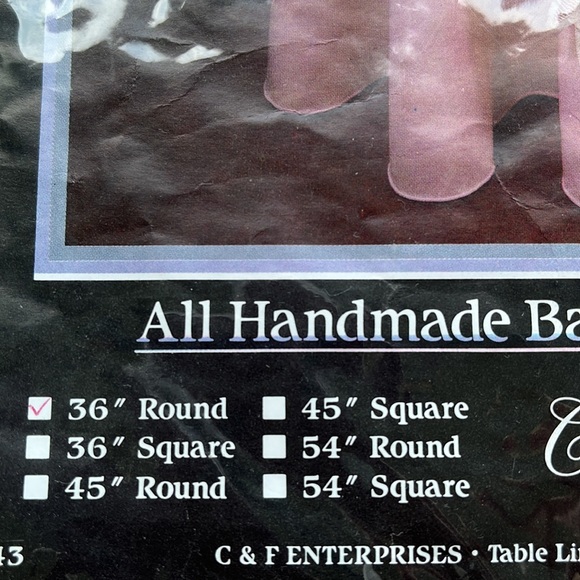 All Handmade Ba
36" Round
45" Square
36" Square
54" Round
45" Round
54" Square
43
C & F ENTERPRISES · Table Li